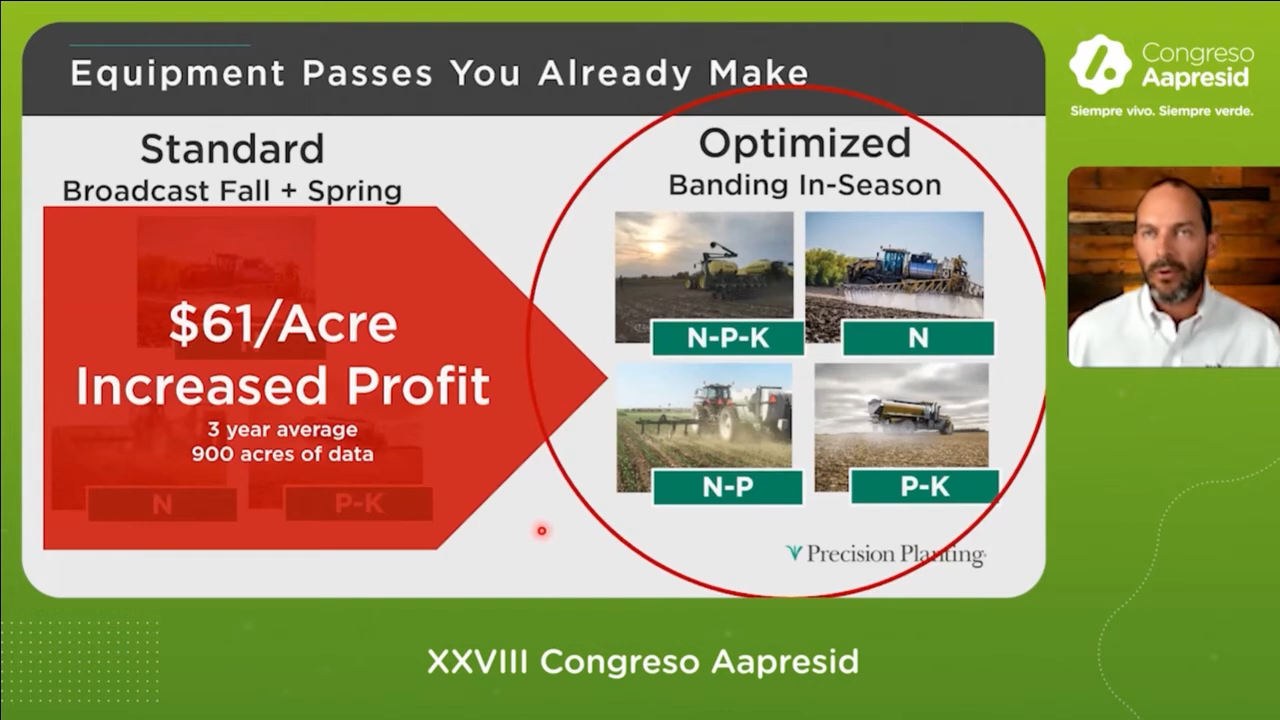 Equipment Passes You Already Make
Standard
Broadcast Fall + Spring
$61/Acre
Increased Profit
3 year average
900 acres of data
N
P-K
Optimized
Banding In-Season
N-P-K
N
N-P
P-K
Precision Planting
Congreso
Aapresid
Siempre vivo. Siempre verde.
XXVIII Congreso Aapresid